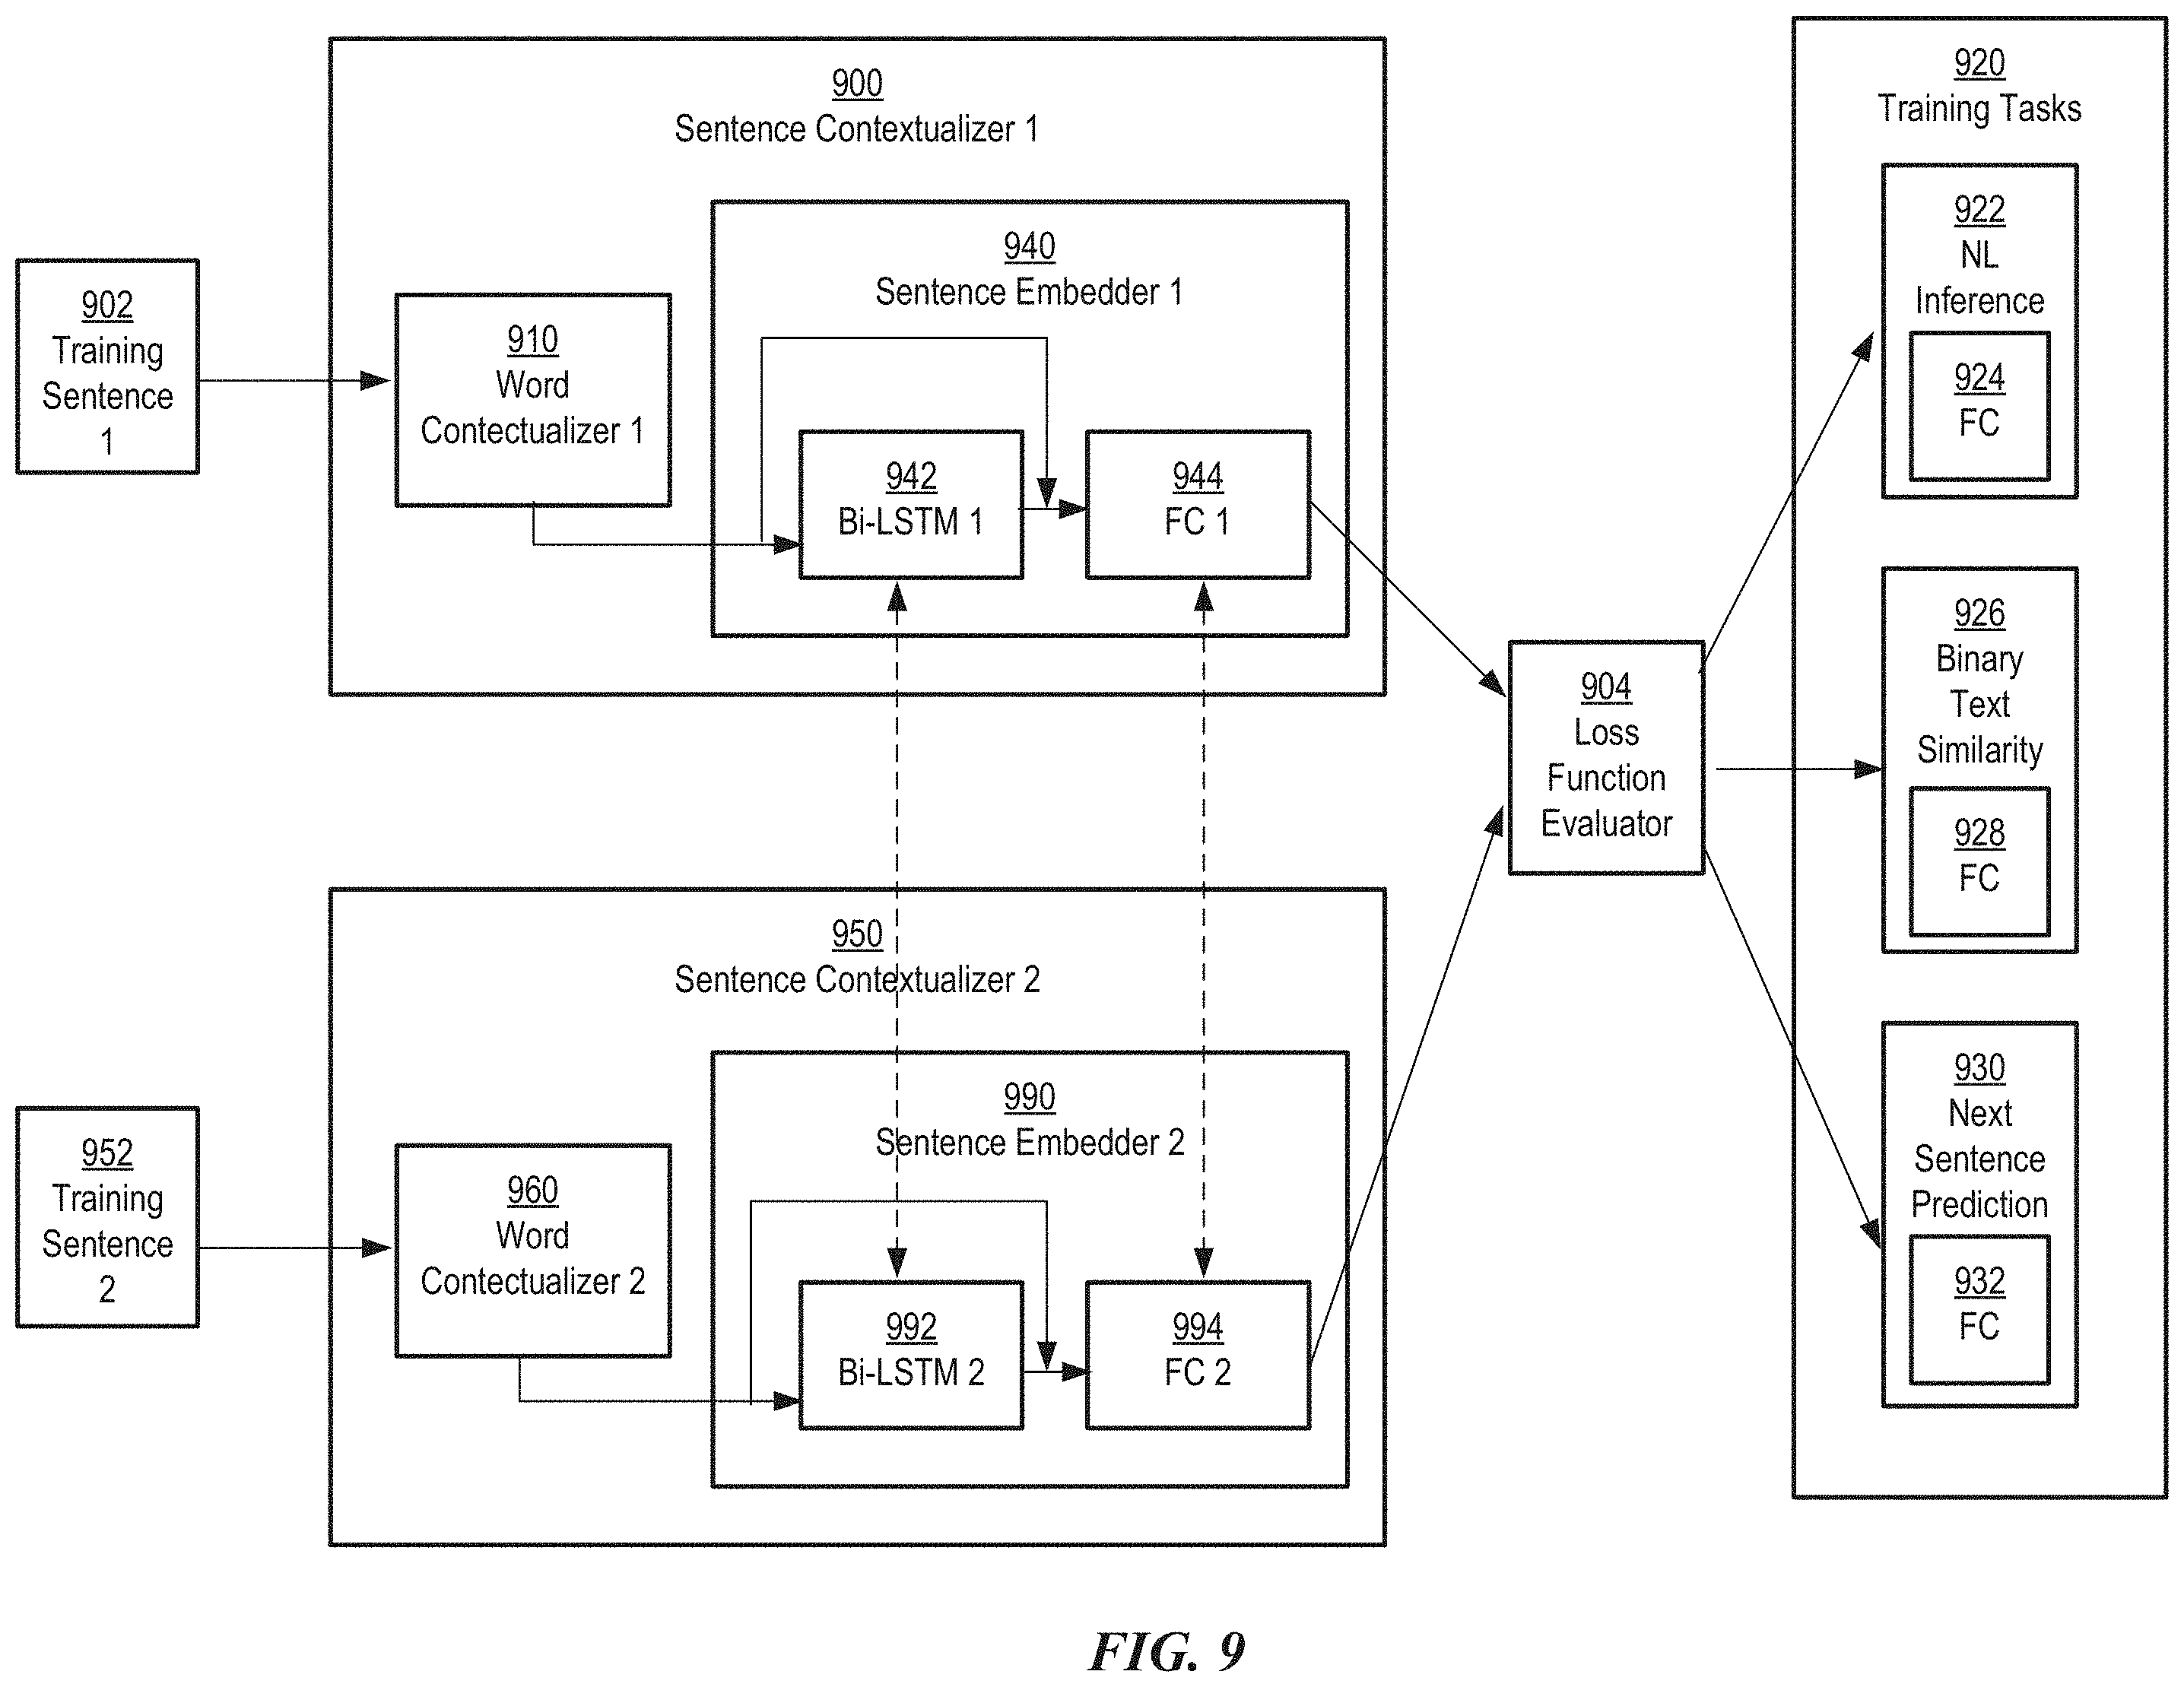 900
Sentence Contextualizer 1
940
Sentence Embedder 1
902
Training
Sentence
1
910
Word
Contectualizer 1
942
Bi-LSTM 1
944
FC 1
950
Sentence Contextualizer 2
990
Sentence Embedder 2
952
Training
Sentence
2
960
Word
Contectualizer 2
992
Bi-LSTM 2
994
FC 2
904
Loss
Function
Evaluator
920
Training Tasks
922
NL
Inference
924
FC
926
Binary
Text
Similarity
928
FC
930
Next
Sentence
Prediction
932
FC
FIG. 9